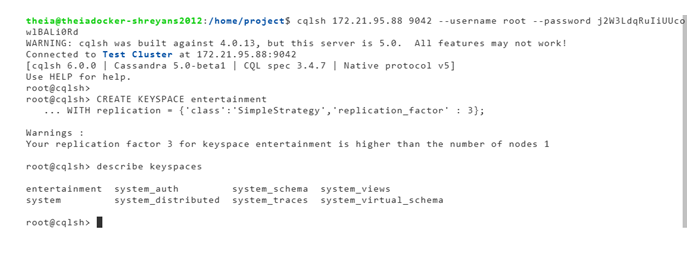 theia@theiadocker-shreyans2012:/home/project$ cqlsh 172.21.95.88 9042 --username root --password j2W3LdqRuIiUUco
wlBALi0Rd
WARNING: cqlsh was built against 4.0.13, but this server is 5.0.  All features may not work!
Connected to Test Cluster at 172.21.95.88:9042
[cqlsh 6.0.0 | Cassandra 5.0-beta1 | CQL spec 3.4.7 | Native protocol v5]
Use HELP for help.
root@cqlsh>
root@cqlsh> CREATE KEYSPACE entertainment
   ... WITH replication = {'class':'SimpleStrategy','replication_factor' : 3};
Warnings :
Your replication factor 3 for keyspace entertainment is higher than the number of nodes 1
root@cqlsh> describe keyspaces
entertainment  system_auth         system_schema  system_views
system         system_distributed  system_traces  system_virtual_schema
root@cqlsh>